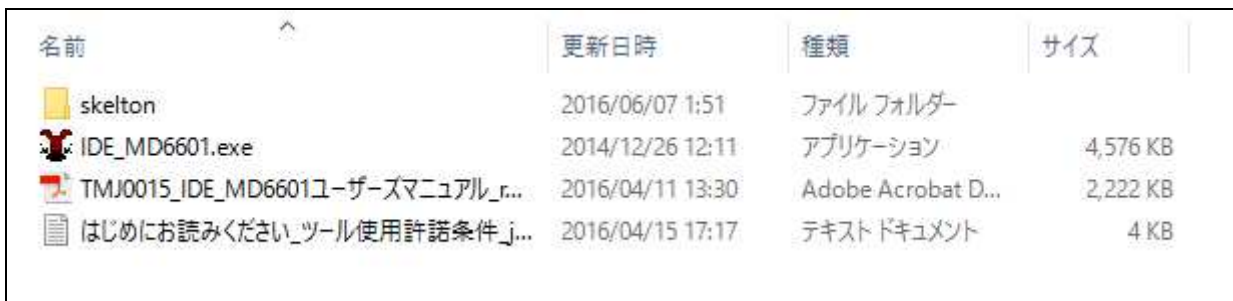 名前 更新日時 種類 サイズ
skelton 2016/06/07 1:51 ファイル フォルダー
IDE_MD6601.exe 2014/12/26 12:11 アプリケーション 4,576 KB
TMJ0015_IDE_MD6601ユーザーズマニュアル_r... 2016/04/11 13:30 Adobe Acrobat D... 2,222 KB
はじめにお読みください_ツール使用許諾条件_j... 2016/04/15 17:17 テキスト ドキュメント 4 KB